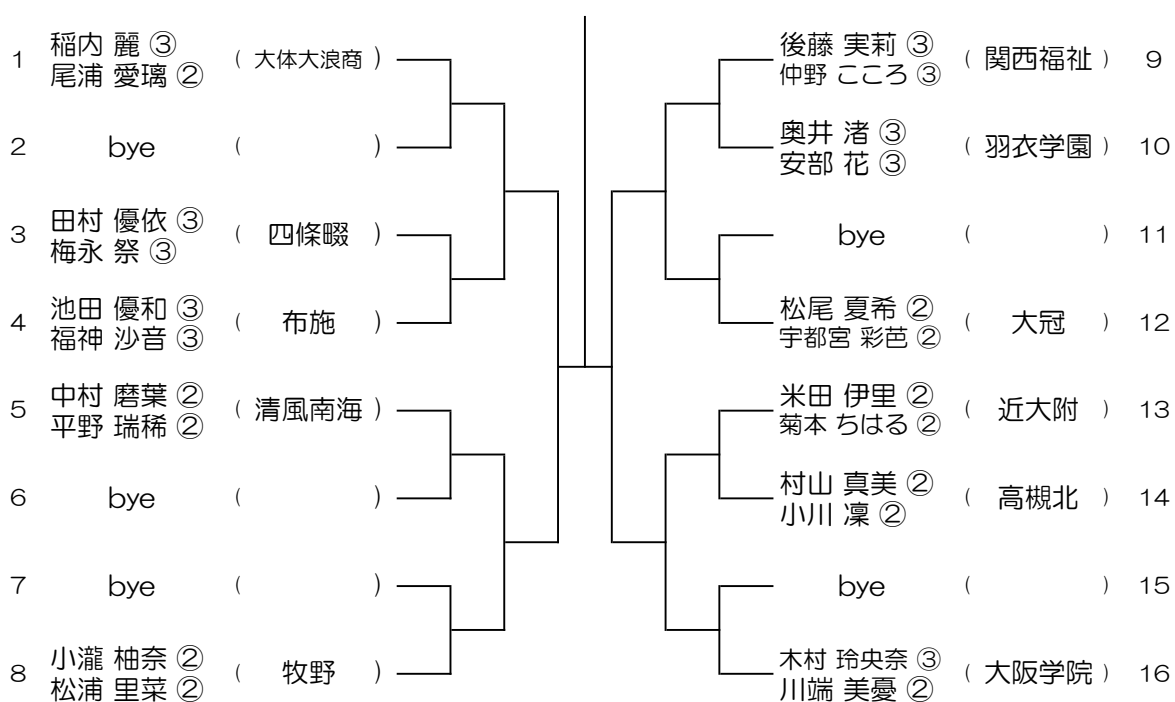 1 稲内 麗 ③ ( 大体大浪商 )
尾浦 愛璃 ②
2 bye ( )
3 田村 優依 ③ ( 四條畷 )
梅永 祭 ③
4 池田 優和 ③ ( 布施 )
福神 沙音 ③
5 中村 磨葉 ② ( 清風南海 )
平野 瑞稀 ②
6 bye ( )
7 bye ( )
8 小瀧 柚奈 ② ( 牧野 )
松浦 里菜 ②
後藤 実莉 ③ ( 関西福祉 ) 9
仲野 こころ ③
奥井 渚 ③ ( 羽衣学園 ) 10
安部 花 ③
bye ( ) 11
松尾 夏希 ② ( 大冠 ) 12
宇都宮 彩芭 ②
米田 伊里 ② ( 近大附 ) 13
菊本 ちはる ②
村山 真美 ② ( 高槻北 ) 14
小川 凜 ②
bye ( ) 15
木村 玲央奈 ③ ( 大阪学院 ) 16
川端 美憂 ②